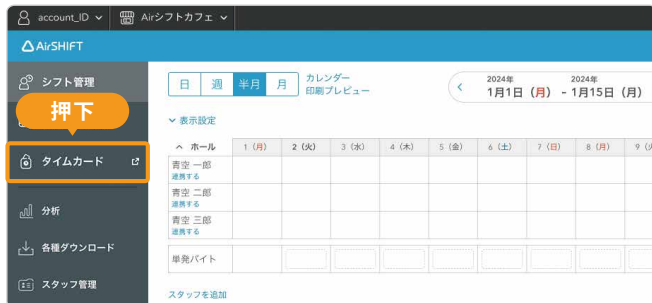 account_ID Airシフトカフェ
AirSHIFT
シフト管理
押下
タイムカード
分析
各種ダウンロード
スタッフ管理
日 週 半月 月 カレンダー
印刷プレビュー
2024年 2024年
< 1月1日（月） - 1月15日（月）
表示設定
ホール 1（月） 2（火） 3（水） 4（木） 5（金） 6（土） 7（日） 8（月） 9
青空 一郎
連携する
青空 二郎
連携する
青空 三郎
連携する
単発バイト
スタッフを追加